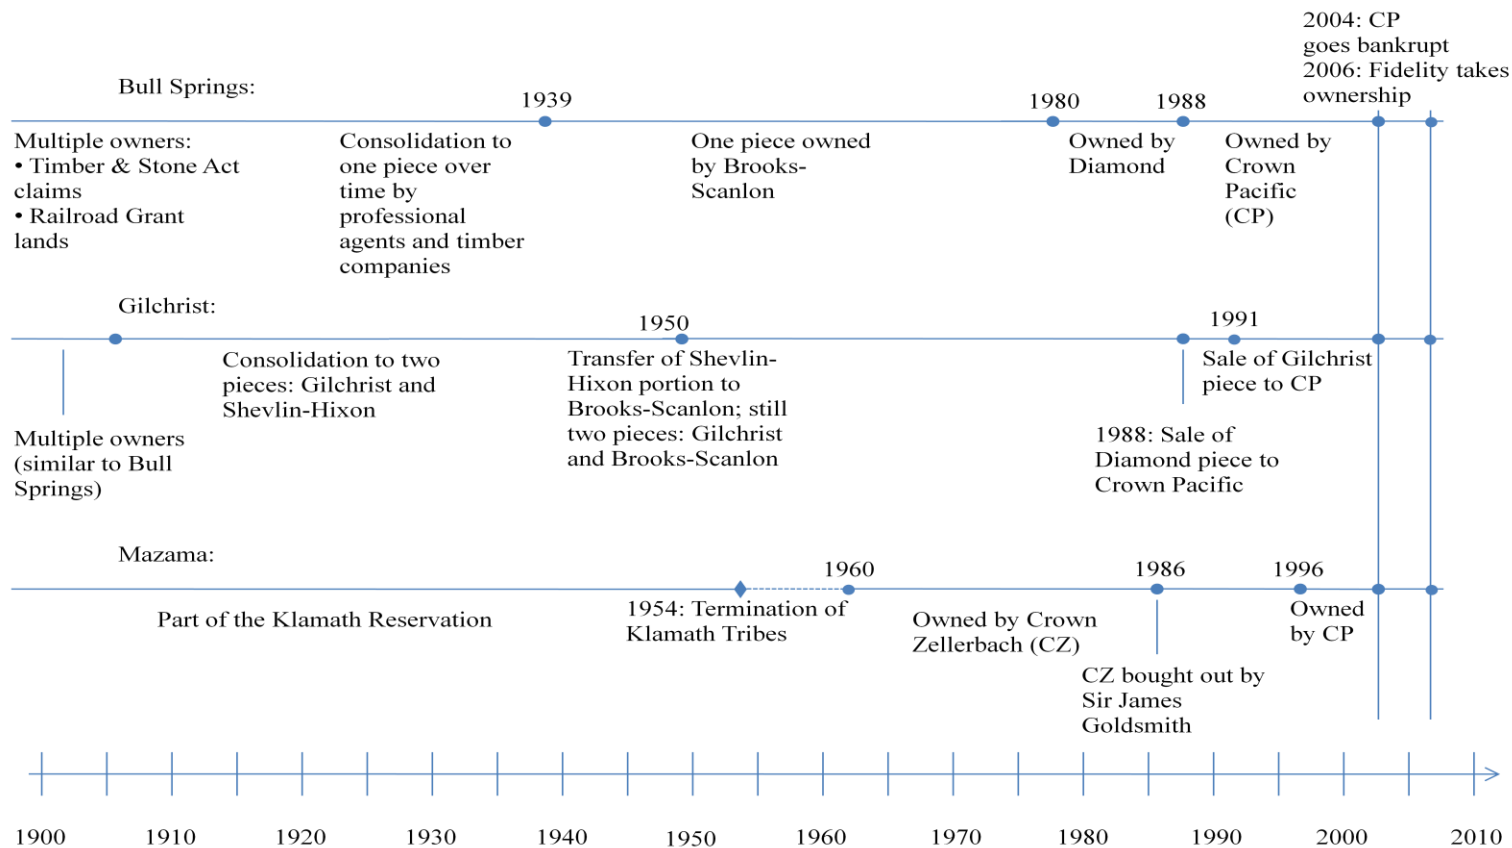 2004: CP
goes bankrupt
2006: Fidelity takes
ownership
Bull Springs:
1939
1980
1988
Multiple owners:
• Timber & Stone Act
claims
• Railroad Grant
lands
Consolidation to
one piece over
time by
professional
agents and timber
companies
One piece owned
by Brooks-
Scanlon
Owned by
Diamond
Owned by
Crown
Pacific
(CP)
Gilchrist:
1950
1991
Multiple owners
(similar to Bull
Springs)
Consolidation to two
pieces: Gilchrist and
Shevlin-Hixon
Transfer of Shevlin-
Hixon portion to
Brooks-Scanlon; still
two pieces: Gilchrist
and Brooks-Scanlon
1988: Sale of
Diamond piece to
Crown Pacific
Sale of Gilchrist
piece to CP
Mazama:
1960
1986
1996
Part of the Klamath Reservation
1954: Termination of
Klamath Tribes
Owned by Crown
Zellerbach (CZ)
CZ bought out by
Sir James
Goldsmith
Owned
by CP
1900 1910 1920 1930 1940 1950 1960 1970 1980 1990 2000 2010